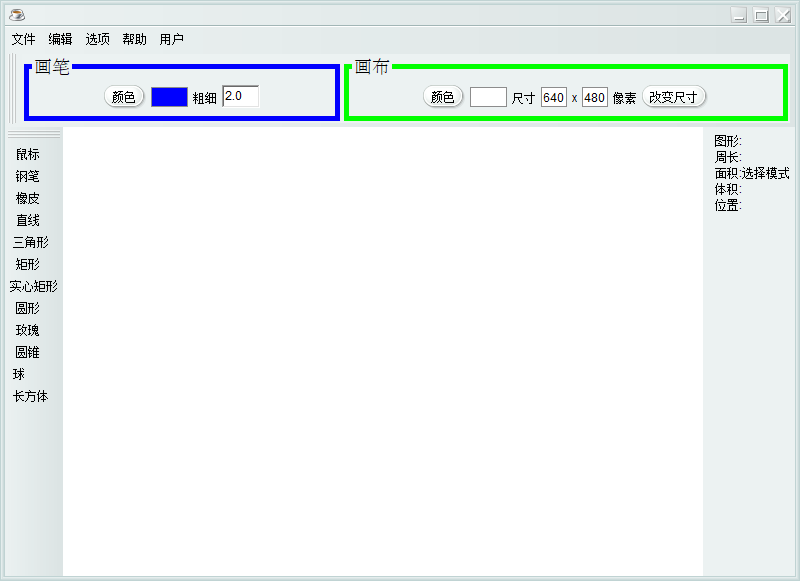 文件 编辑 选项 帮助 用户
画笔 画布
颜色 粗细 2.0 颜色 尺寸 640 x 480 像素 改变尺寸
鼠标
钢笔
橡皮
直线
三角形
矩形
实心矩形
圆形
玫瑰
圆锥
球
长方体
图形:
周长:
面积:选择模式
体积:
位置: